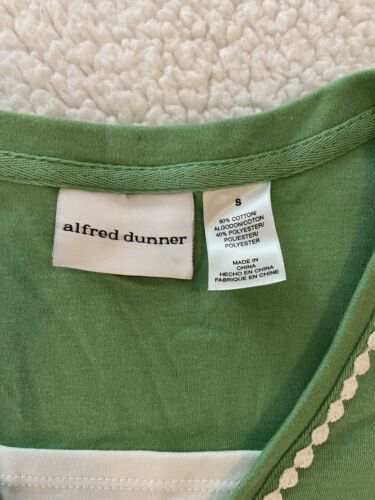 alfred dunner
S
60% COTTON/
ALGODON/COTON
40% POLYESTER/
POLIESTER/
POLYESTER
MADE IN
CHINA
HECHO EN CHINA
FABRIQUE EN CHINE